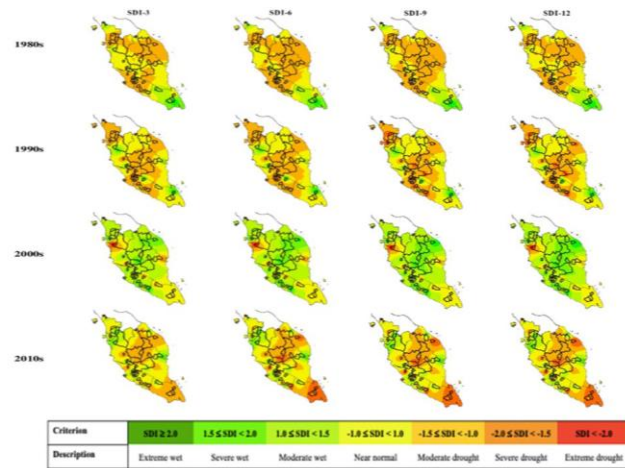 SDI-3 SDI-6 SDI-9 SDI-12
1980s
1990s
2000s
2010s
Criterion SDI ≥ 2.0 1.5 ≤ SDI < 2.0 1.0 ≤ SDI < 1.5 -1.0 ≤ SDI < 1.0 -1.5 ≤ SDI < -1.0 -2.0 ≤ SDI < -1.5 SDI < -2.0
Description Extreme wet Severe wet Moderate wet Near normal Moderate drought Severe drought Extreme drought